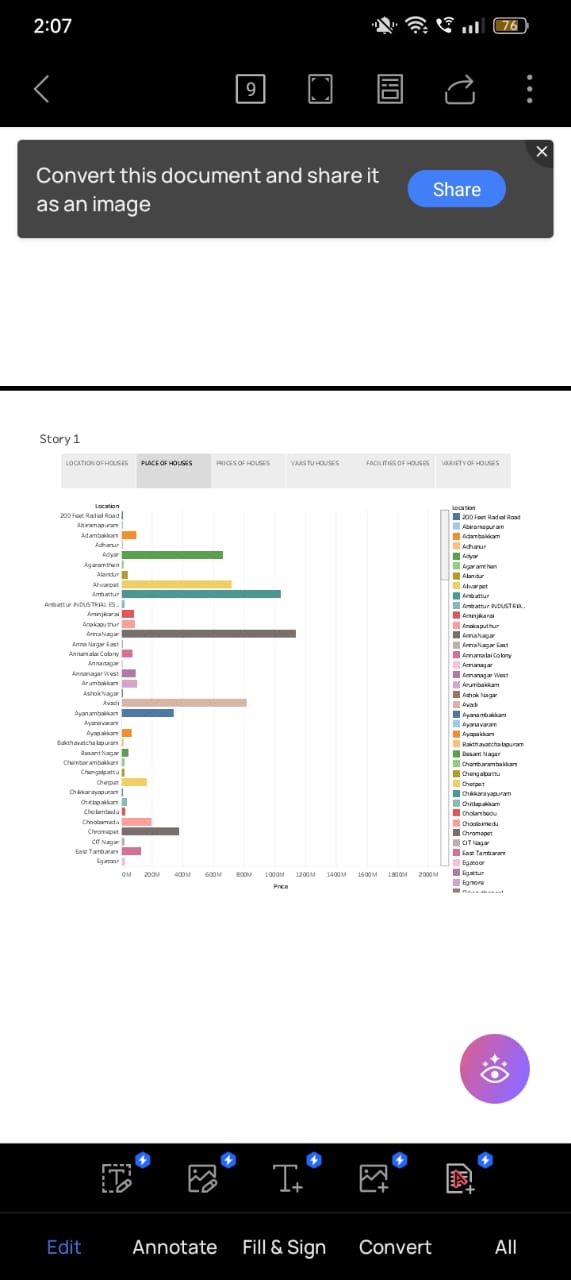 2:07
76
9
Convert this document and share it
as an image
Share
Story 1
LOCATION OF HOUSES
PLACE OF HOUSES
PRICES OF HOUSES
VAASTU HOUSES
FACILITIES OF HOUSES
VARIETY OF HOUSES
Location
200 Feet Radial Road
Abiramapuram
Adambakkam
Adhanur
Adyar
Agaramthen
Alandur
Alwarpet
Ambattur
Ambattur INDUSTRIAL ES..
Aminjikarai
Anakaputhur
Anna Nagar
Anna Nagar East
Annamalai Colony
Annanagar
Annanagar West
Arumbakkam
Ashok Nagar
Avadi
Ayanambakkam
Ayanavaram
Ayapakkam
Bakthavatchalapuram
Basant Nagar
Chembarambakkam
Chengalpattu
Chetpet
Chikkarayapuram
Chitlapakkam
Cholambedu
Choolaimedu
Chromepet
CIT Nagar
East Tambaram
Egatoor
0M 200M 400M 600M 800M 1000M 1200M 1400M 1600M 1800M 2000M
Price
Location
200 Feet Radial Road
Abiramapuram
Adambakkam
Adhanur
Adyar
Agaramthen
Alandur
Alwarpet
Ambattur
Ambattur INDUSTRIA..
Aminjikarai
Anakaputhur
Anna Nagar
Anna Nagar East
Annamalai Colony
Annanagar
Annanagar West
Arumbakkam
Ashok Nagar
Avadi
Ayanambakkam
Ayanavaram
Ayapakkam
Bakthavatchalapuram
Basant Nagar
Chembarambakkam
Chengalpattu
Chetpet
Chikkarayapuram
Chitlapakkam
Cholambedu
Choolaimedu
Chromepet
CIT Nagar
East Tambaram
Egatoor
Egattur
Egmore
Edit
Annotate
Fill & Sign
Convert
All